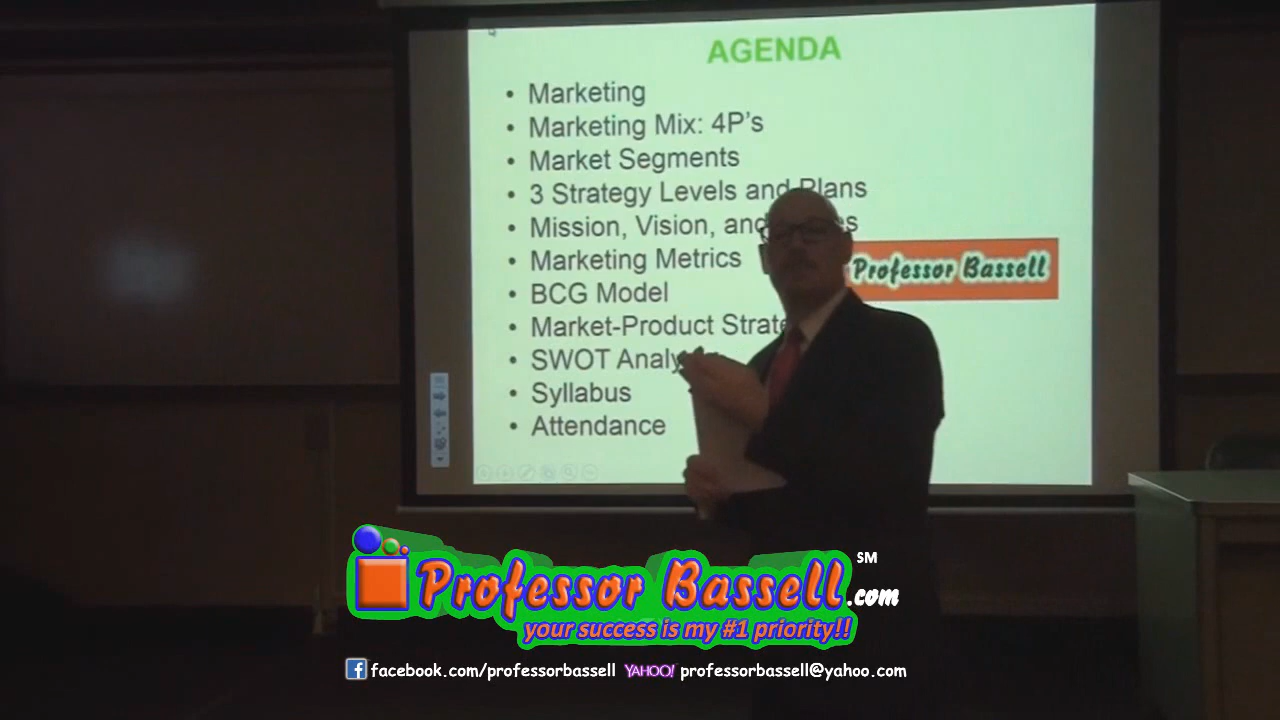 AGENDA
• Marketing
• Marketing Mix: 4P's
• Market Segments
• 3 Strategy Levels and Plans
• Mission, Vision, and
• Marketing Metrics
Professor Bassell
• BCG Model
• Market-Product
• SWOT
• Syllabus
• Attendance
Professor Bassell.com SM
your success is my #1 priority!!
f facebook.com/professorbassell YAHOO! professorbassell@yahoo.com